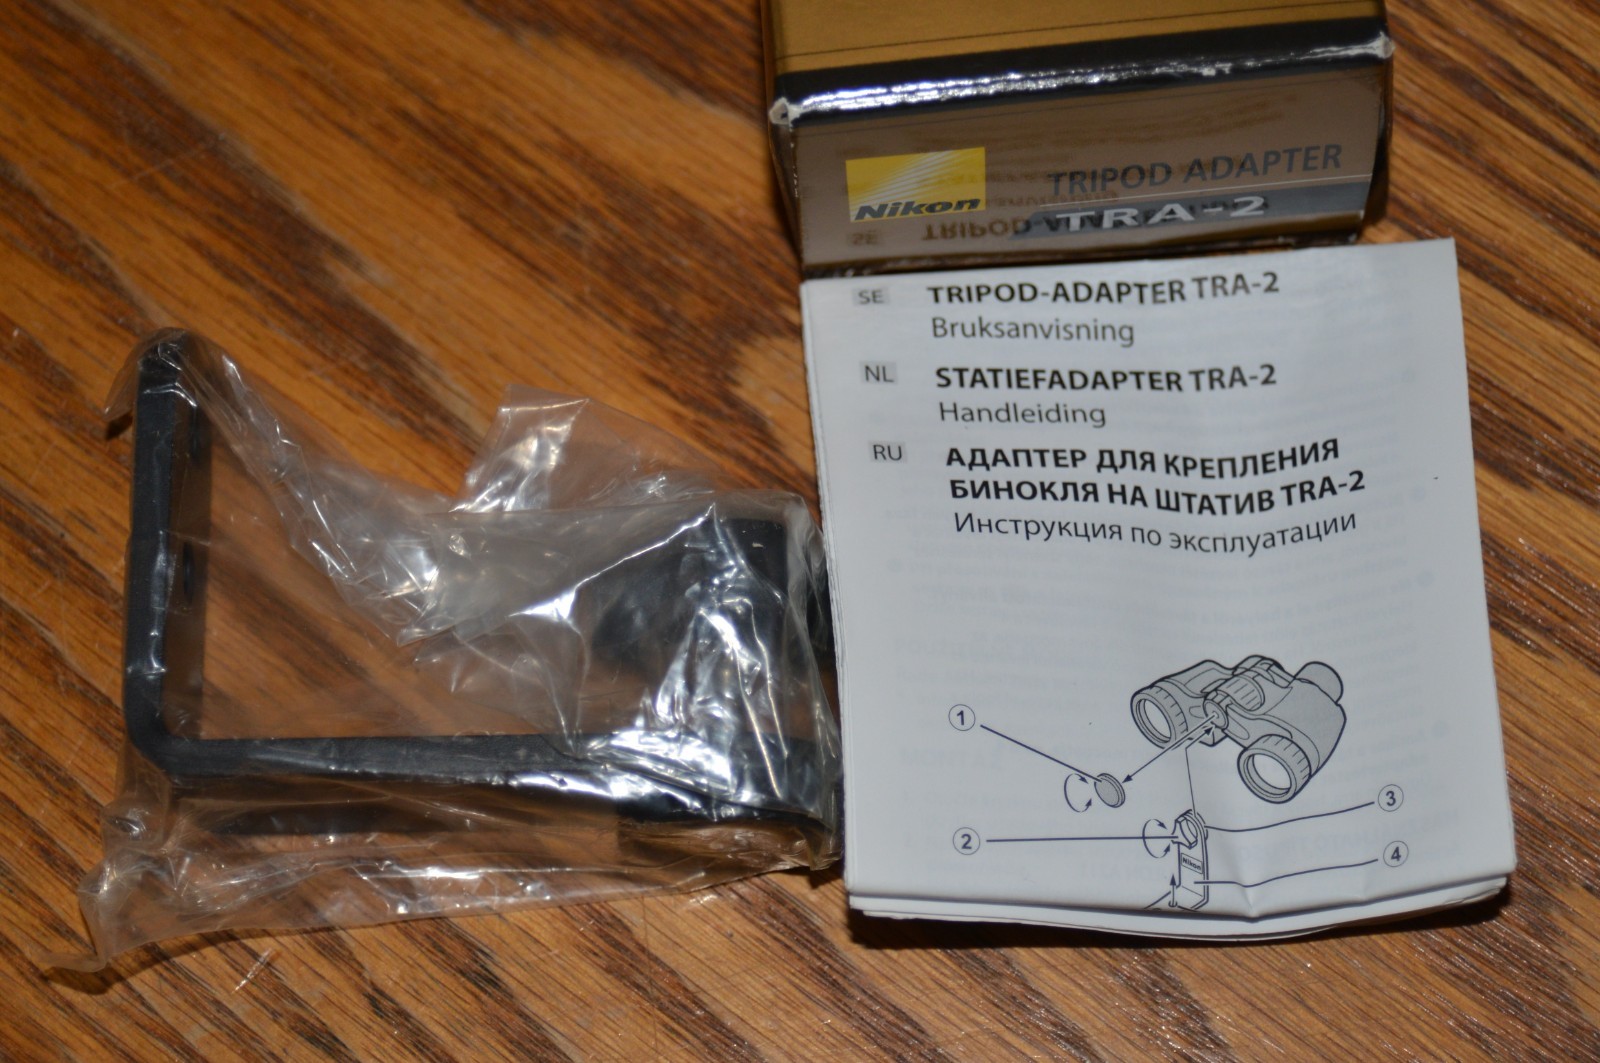 Nikon
TRIPOD ADAPTER
TRA-2
SE TRIPOD-ADAPTER TRA-2
Bruksanvisning
NL STATIEFADAPTER TRA-2
Handleiding
RU АДАПТЕР ДЛЯ КРЕПЛЕНИЯ
БИНОКЛЯ НА ШТАТИВ TRA-2
Инструкция по эксплуатации
1
2
3
Nikon
4